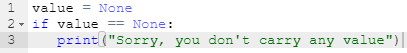 1 value = None
2 if value == None:
3 print("Sorry, you don't carry any value")